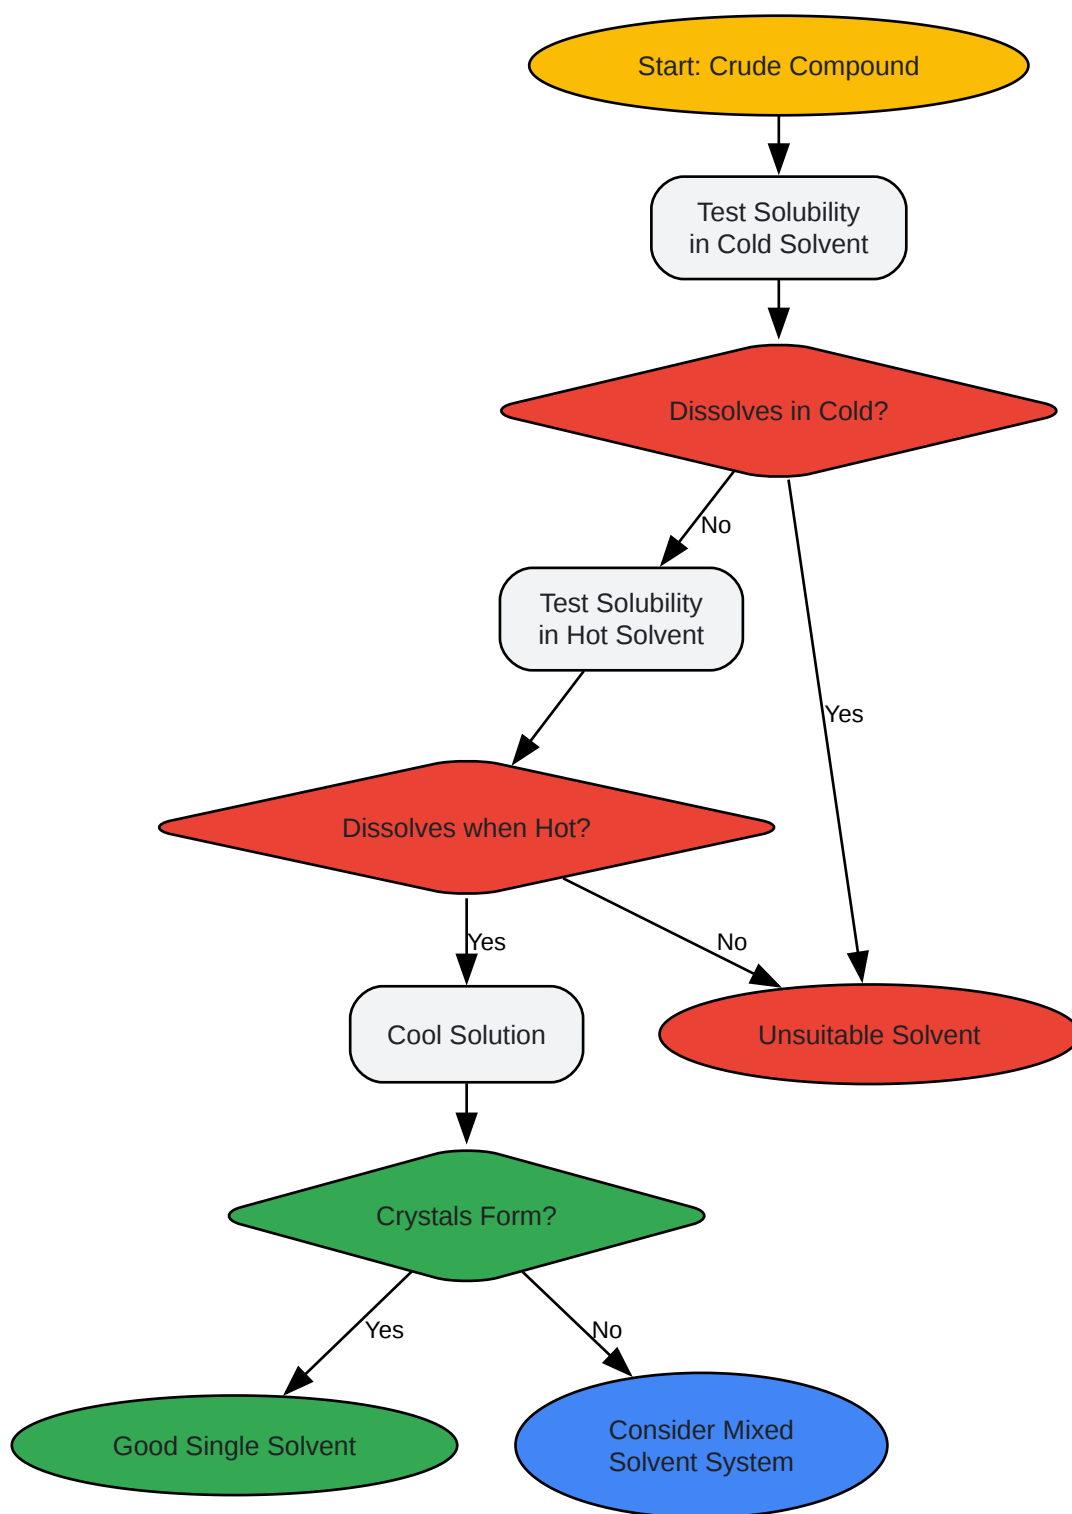 Start: Crude Compound
Test Solubility
in Cold Solvent
Dissolves in Cold?
No
Test Solubility
in Hot Solvent
Yes
Dissolves when Hot?
Yes
No
Cool Solution
Unsuitable Solvent
Crystals Form?
Yes
No
Good Single Solvent
Consider Mixed
Solvent System